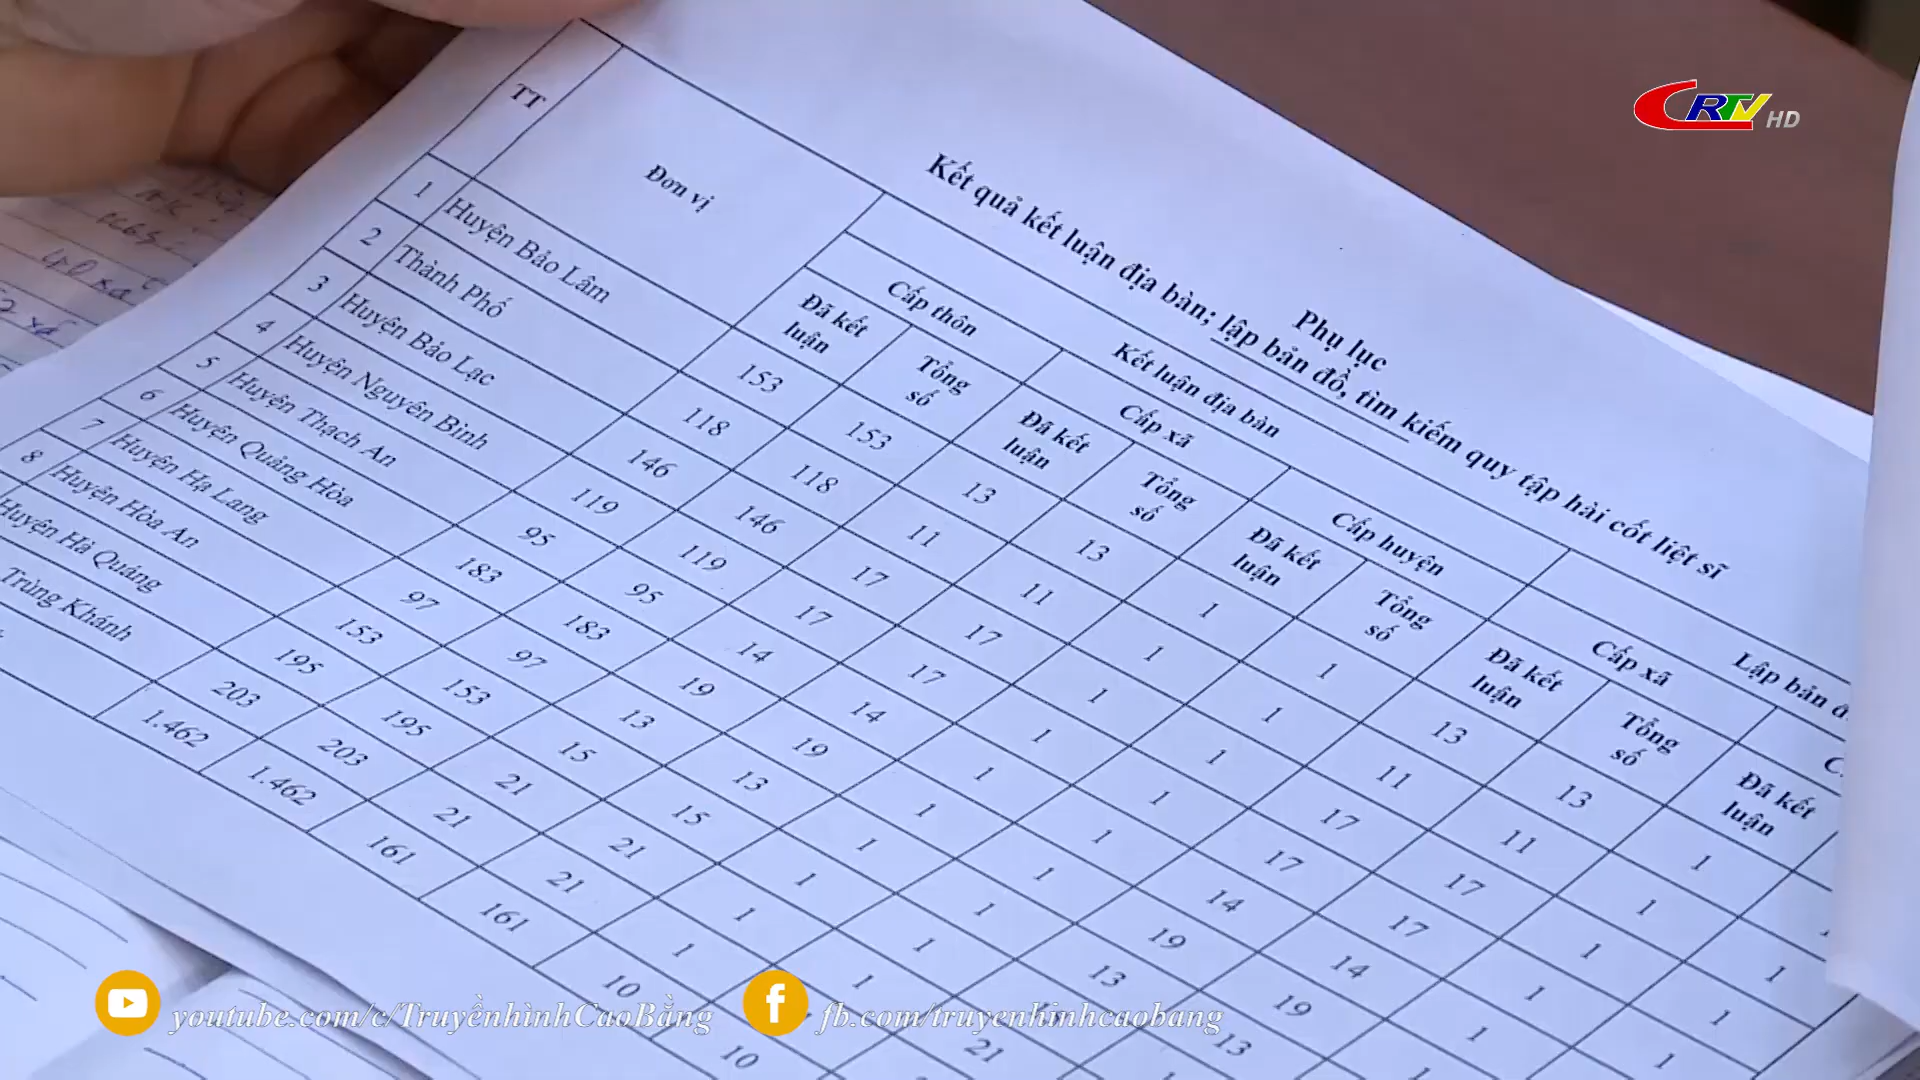 CRTV HD
Phụ lục
Kết quả kết luận địa bàn; lập bản đồ, tìm kiếm quy tập hài cốt liệt sĩ
TT
Đơn vị
Kết luận địa bàn
Lập bản đ
Cấp thôn
Cấp xã
Cấp huyện
Cấp xã
C
Đã kết luận
Tổng số
Đã kết luận
Tổng số
Đã kết luận
Tổng số
Đã kết luận
Tổng số
Đã kết luận
1 Huyện Bảo Lâm 153 153 13 13 1 1 13 13 1
2 Thành Phố 118 118 11 11 1 1 11 11 1
3 Huyện Bảo Lạc 146 146 17 17 1 1 17 17 1
4 Huyện Nguyên Bình 119 119 17 17 1 1 17 17 1
5 Huyện Thạch An 95 95 14 14 1 1 14 14 1
6 Huyện Quảng Hòa 183 183 19 19 1 1 19 19 1
7 Huyện Hạ Lang 97 97 13 13 1 1 13 13
8 Huyện Hòa An 153 153 15 15 1 1
Huyện Hà Quảng 195 195 21 21 1 1 21
Trùng Khánh 203 203 21 21 1 1
1.462 1.462 161 161 10 10
youtube.com/c/TruyềnhìnhCaoBằng
fb.com/truyenhinhcaobang